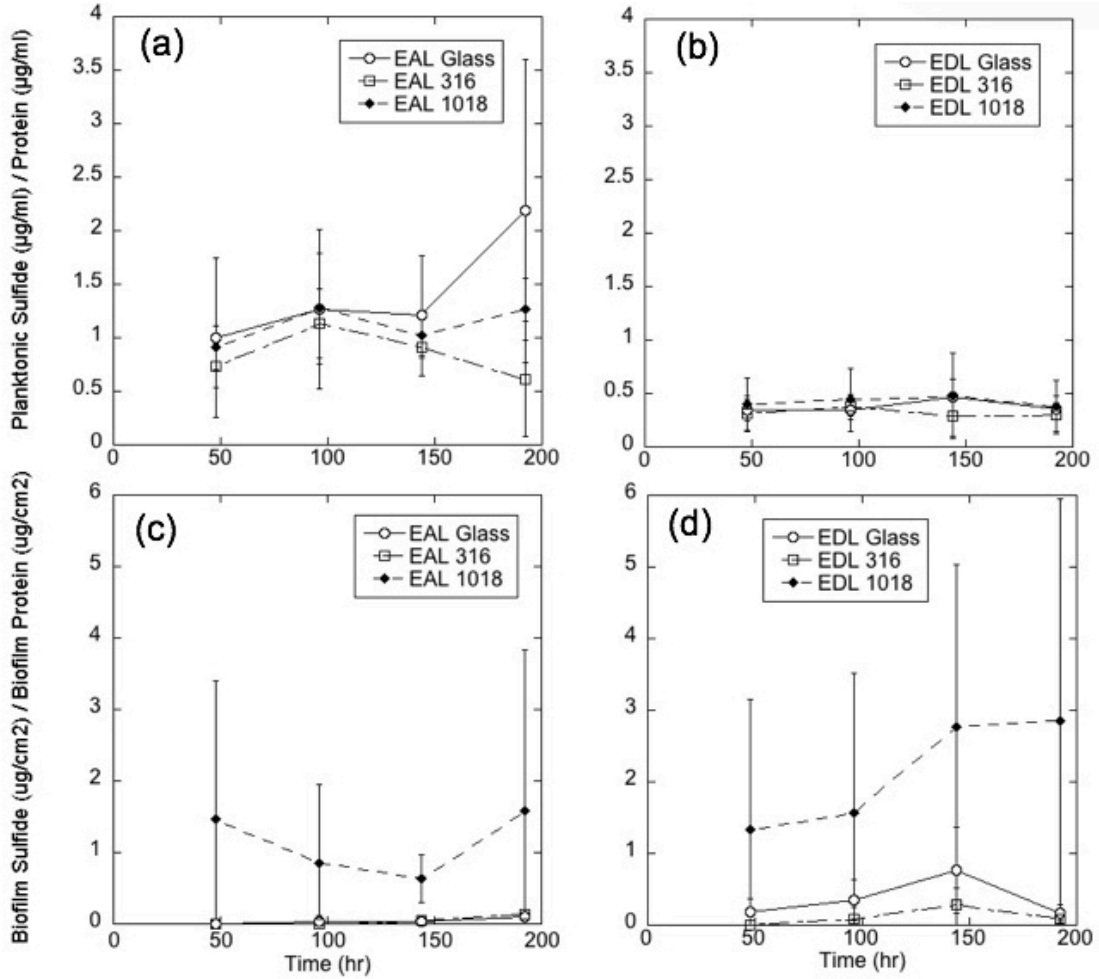 Planktonic Sulfide (µg/ml) / Protein (µg/ml)
(a)
EAL Glass
EAL 316
EAL 1018
4
3.5
3
2.5
2
1.5
1
0.5
0
0 50 100 150 200
(b)
EDL Glass
EDL 316
EDL 1018
4
3.5
3
2.5
2
1.5
1
0.5
0
0 50 100 150 200
Biofilm Sulfide (ug/cm2) / Biofilm Protein (ug/cm2)
(c)
EAL Glass
EAL 316
EAL 1018
6
5
4
3
2
1
0
0 50 100 150 200
Time (hr)
(d)
EDL Glass
EDL 316
EDL 1018
6
5
4
3
2
1
0
0 50 100 150 200
Time (hr)